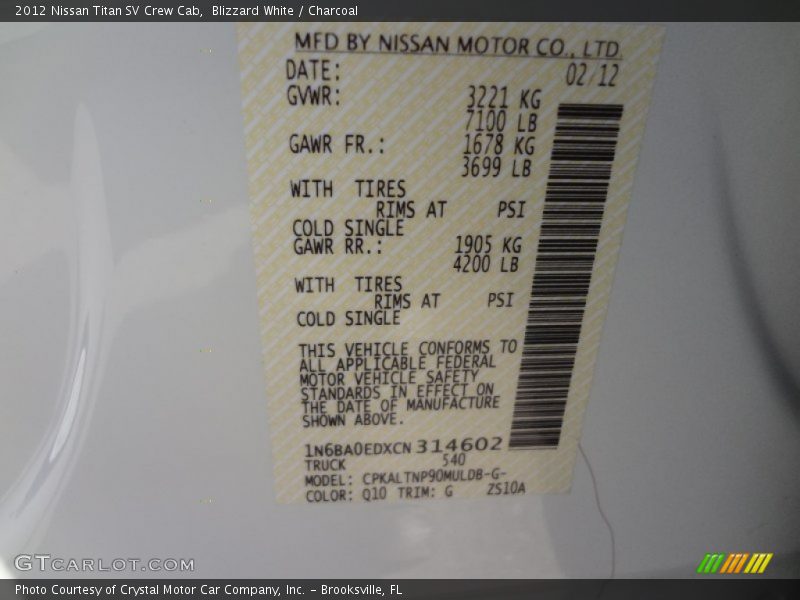 2012 Nissan Titan SV Crew Cab, Blizzard White / Charcoal
MFD BY NISSAN MOTOR CO., LTD.
DATE: 02/12
GVWR: 3221 KG
7100 LB
GAWR FR.: 1678 KG
3699 LB
WITH TIRES
RIMS AT PSI
COLD SINGLE
GAWR RR.: 1905 KG
4200 LB
WITH TIRES
RIMS AT PSI
COLD SINGLE
THIS VEHICLE CONFORMS TO
ALL APPLICABLE FEDERAL
MOTOR VEHICLE SAFETY
STANDARDS IN EFFECT ON
THE DATE OF MANUFACTURE
SHOWN ABOVE.
1N6BA0EDXCN314602
TRUCK 540
MODEL: CPKALTNP90MULDB-G-
COLOR: Q10 TRIM: G ZS10A
GTCARLOT.COM
Photo Courtesy of Crystal Motor Car Company, Inc. - Brooksville, FL